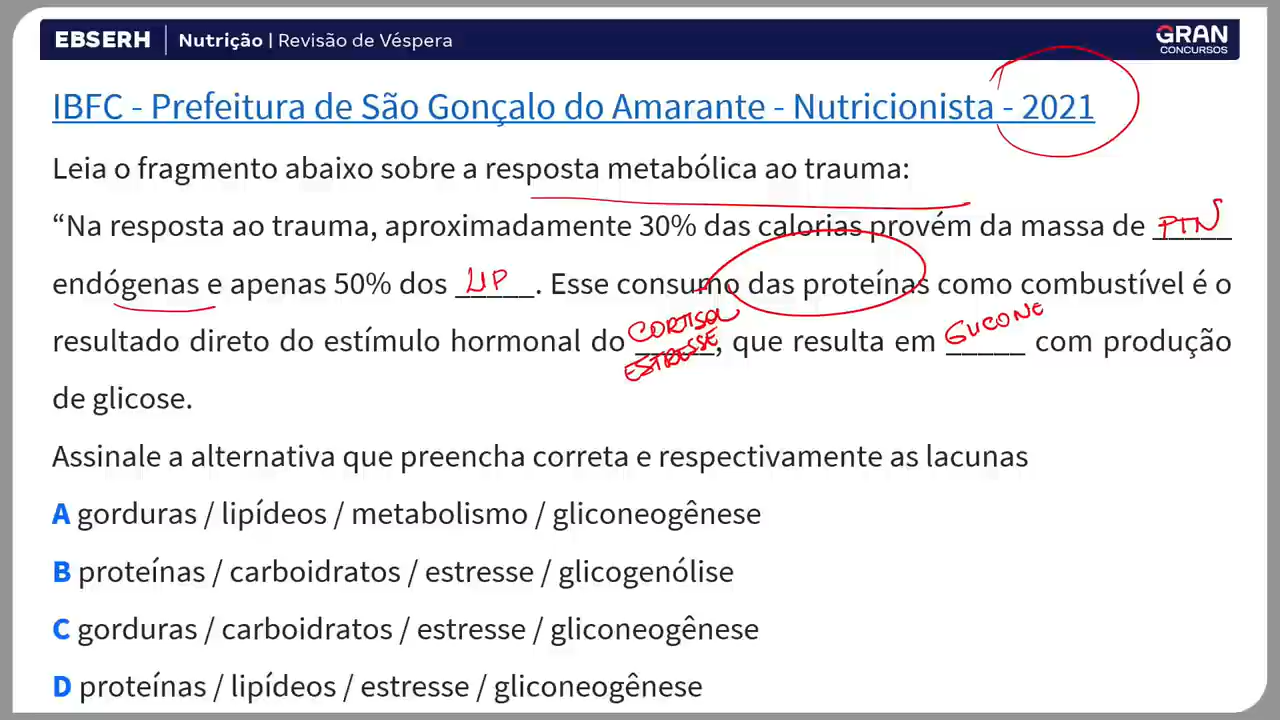 EBSERH | Nutrição | Revisão de Véspera
GRAN CONCURSOS
IBFC - Prefeitura de São Gonçalo do Amarante - Nutricionista - 2021
Leia o fragmento abaixo sobre a resposta metabólica ao trauma:
“Na resposta ao trauma, aproximadamente 30% das calorias provém da massa de _____ PTN
endógenas e apenas 50% dos _____ LIP. Esse consumo das proteínas como combustível é o
CORTISOL GLICONE
resultado direto do estímulo hormonal do _____, que resulta em _____ com produção
ESTRESSE
de glicose.
Assinale a alternativa que preencha correta e respectivamente as lacunas
A gorduras / lipídeos / metabolismo / gliconeogênese
B proteínas / carboidratos / estresse / glicogenólise
C gorduras / carboidratos / estresse / gliconeogênese
D proteínas / lipídeos / estresse / gliconeogênese